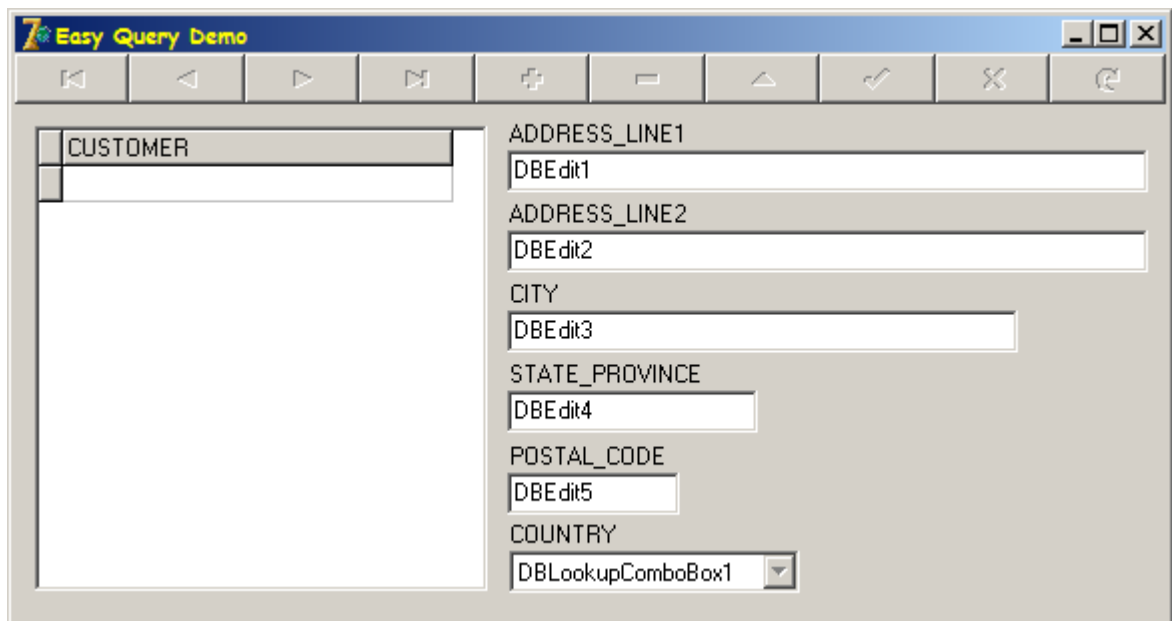 Easy Query Demo
CUSTOMER
ADDRESS_LINE1
DBEdit1
ADDRESS_LINE2
DBEdit2
CITY
DBEdit3
STATE_PROVINCE
DBEdit4
POSTAL_CODE
DBEdit5
COUNTRY
DBLookupComboBox1